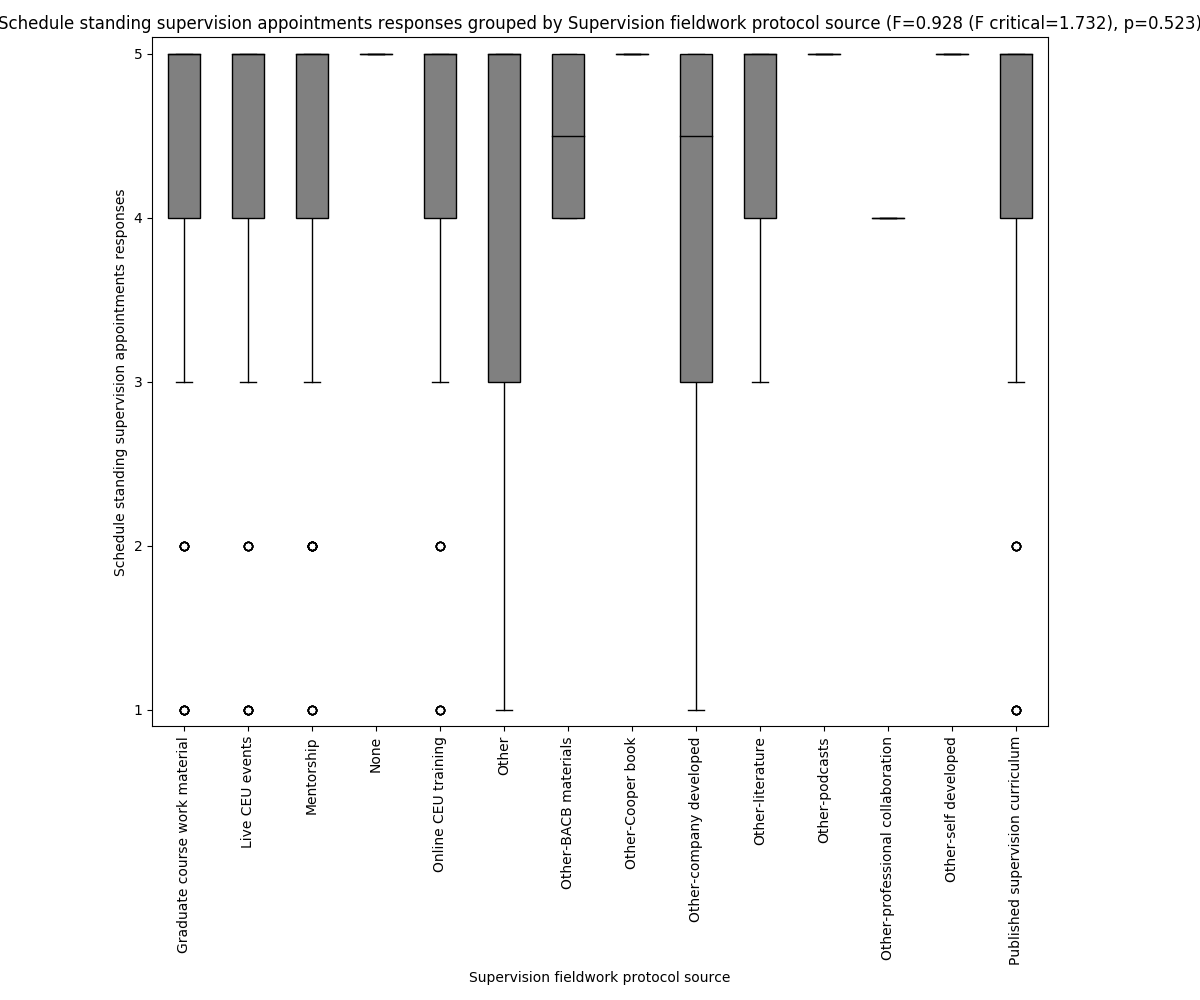 Schedule standing supervision appointments responses grouped by Supervision fieldwork protocol source (F=0.928 (F critical=1.732), p=0.523)
Schedule standing supervision appointments responses
5
4
3
2
1
Graduate course work material
Live CEU events
Mentorship
None
Online CEU training
Other
Other-BACB materials
Other-Cooper book
Other-company developed
Other-literature
Other-podcasts
Other-professional collaboration
Other-self developed
Published supervision curriculum
Supervision fieldwork protocol source